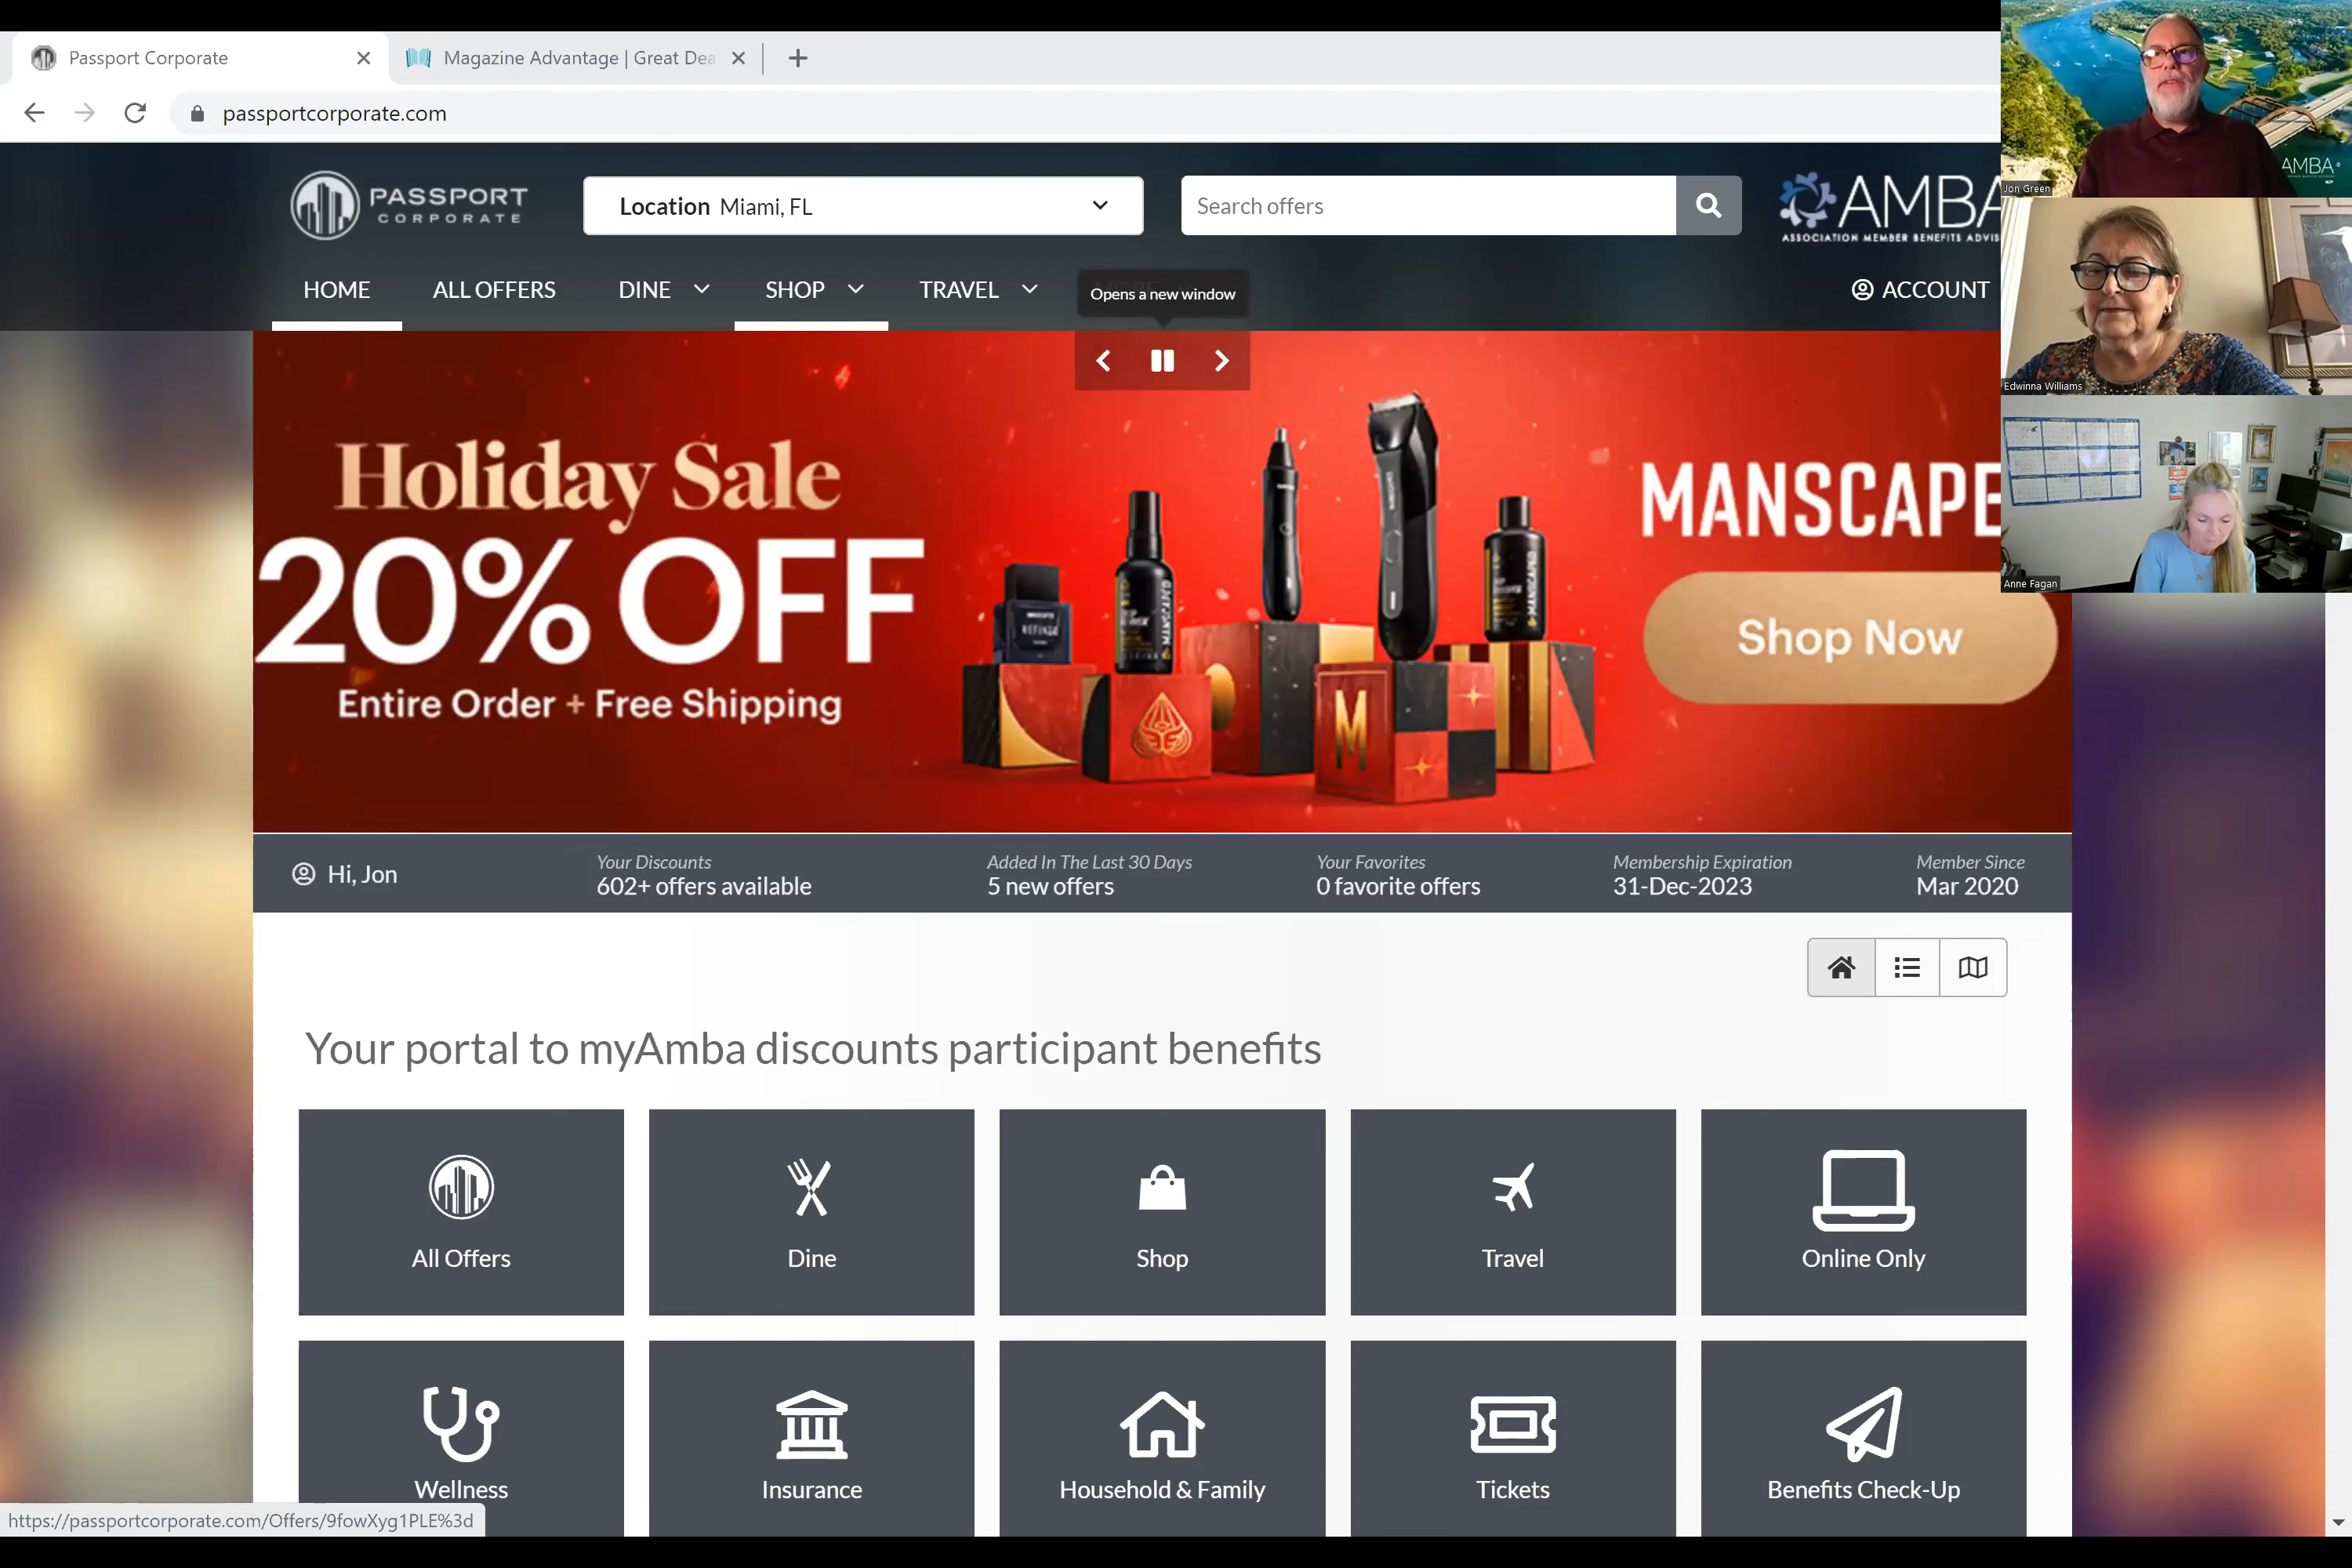 Passport Corporate
Magazine Advantage | Great Dea
passportcorporate.com
PASSPORT
CORPORATE
Location Miami, FL
Search offers
AMBA
ASSOCIATION MEMBER BENEFITS ADVIS
HOME
ALL OFFERS
DINE
SHOP
TRAVEL
Opens a new window
ACCOUNT
AMBA
Jon Green
Edwinna Williams
Anne Fagan
Holiday Sale
20% OFF
Entire Order + Free Shipping
REFINED
MANSCAPED
MANSCAPED
M
MANSCAPE
Shop Now
Hi, Jon
Your Discounts
602+ offers available
Added In The Last 30 Days
5 new offers
Your Favorites
0 favorite offers
Membership Expiration
31-Dec-2023
Member Since
Mar 2020
Your portal to myAmba discounts participant benefits
All Offers
Dine
Shop
Travel
Online Only
Wellness
Insurance
Household & Family
Tickets
Benefits Check-Up
https://passportcorporate.com/Offers/9fowXyg1PLE%3d